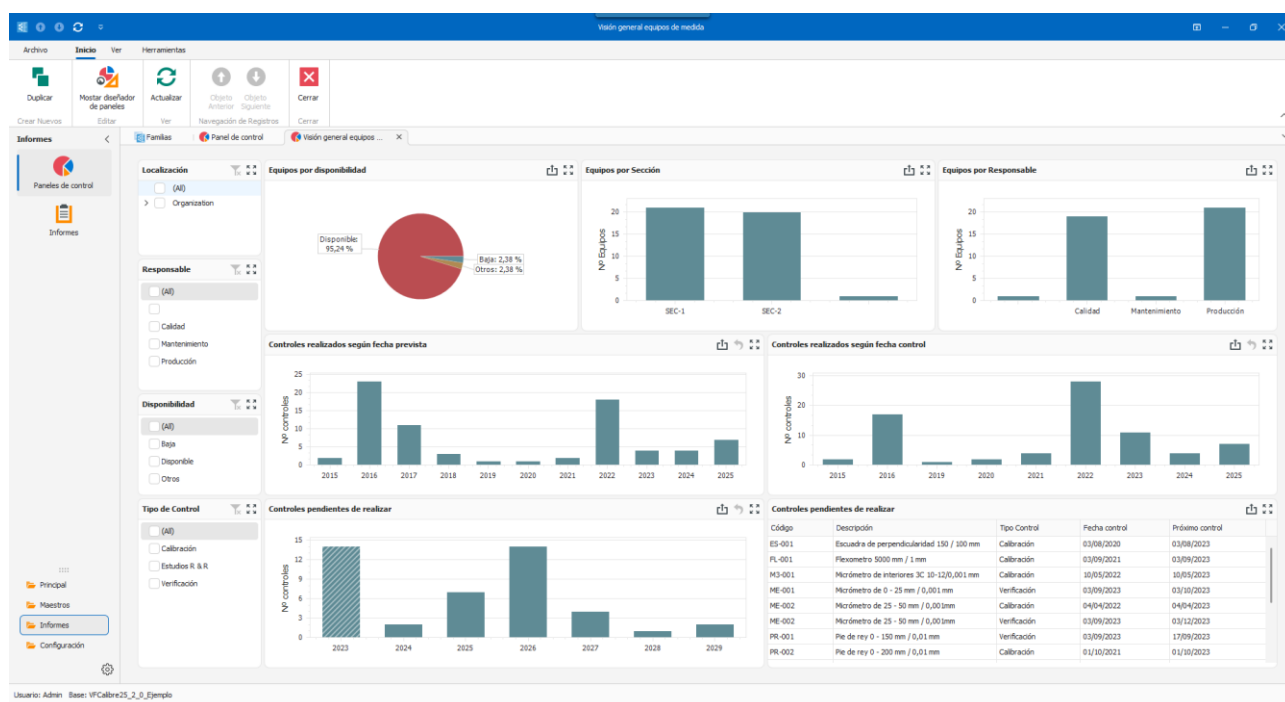 Visión general equipos de medida
Archivo Inicio Ver Herramientas
Duplicar
Mostar diseñador
de paneles
Actualizar
Objeto
Anterior
Objeto
Siguiente
Cerrar
Crear Nuevos Editar Ver Navegación de Registros Cerrar
Informes
Familias Panel de control Visión general equipos ...
Paneles de control
Informes
Principal
Maestros
Informes
Configuración
Localización
(All)
Organization
Responsable
(All)
Calidad
Mantenimiento
Producción
Disponibilidad
(All)
Baja
Disponible
Otros
Tipo de Control
(All)
Calibración
Estudios R & R
Verificación
Equipos por disponibilidad
Disponible:
95,24 %
Baja: 2,38 %
Otros: 2,38 %
Equipos por Sección
Nº Equipos
20
15
10
5
0
SEC-1 SEC-2
Equipos por Responsable
Nº Equipos
20
15
10
5
0
Calidad Mantenimiento Producción
Controles realizados según fecha prevista
Nº controles
25
20
15
10
5
0
2015 2016 2017 2018 2019 2020 2021 2022 2023 2024 2025
Controles realizados según fecha control
Nº controles
30
20
10
0
2015 2016 2019 2020 2021 2022 2023 2024 2025
Controles pendientes de realizar
Nº controles
15
12
9
6
3
0
2023 2024 2025 2026 2027 2028 2029
Controles pendientes de realizar
Código Descripción Tipo Control Fecha control Próximo control
ES-001 Escuadra de perpendicularidad 150 / 100 mm Calibración 03/08/2020 03/08/2023
FL-001 Flexometro 5000 mm / 1 mm Calibración 03/09/2021 03/09/2023
M3-001 Micrómetro de interiores 3C 10-12/0,001 mm Calibración 10/05/2022 10/05/2023
ME-001 Micrómetro de 0 - 25 mm / 0,001 mm Verificación 03/09/2023 03/10/2023
ME-002 Micrómetro de 25 - 50 mm / 0,001mm Calibración 04/04/2022 04/04/2023
ME-002 Micrómetro de 25 - 50 mm / 0,001mm Verificación 03/09/2023 03/12/2023
PR-001 Pie de rey 0 - 150 mm / 0,01 mm Verificación 03/09/2023 17/09/2023
PR-002 Pie de rey 0 - 200 mm / 0,01 mm Calibración 01/10/2021 01/10/2023
Usuario: Admin Base: VFCalibre25_2_0_Ejemplo